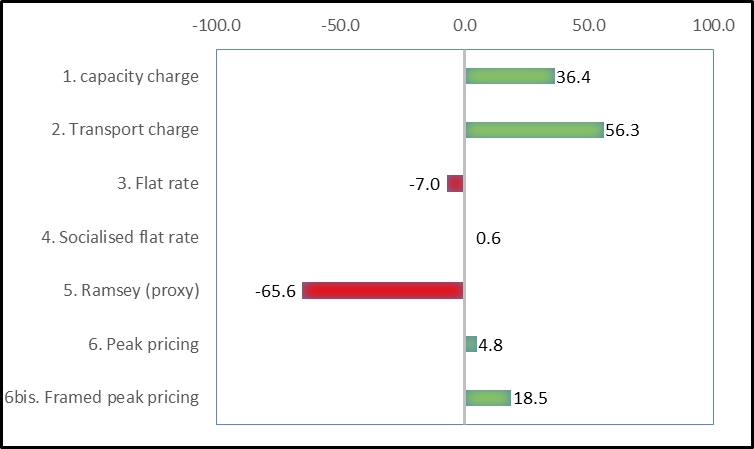 -100.0 -50.0 0.0 50.0 100.0
1. capacity charge 36.4
2. Transport charge 56.3
3. Flat rate -7.0
4. Socialised flat rate 0.6
5. Ramsey (proxy) -65.6
6. Peak pricing 4.8
6bis. Framed peak pricing 18.5